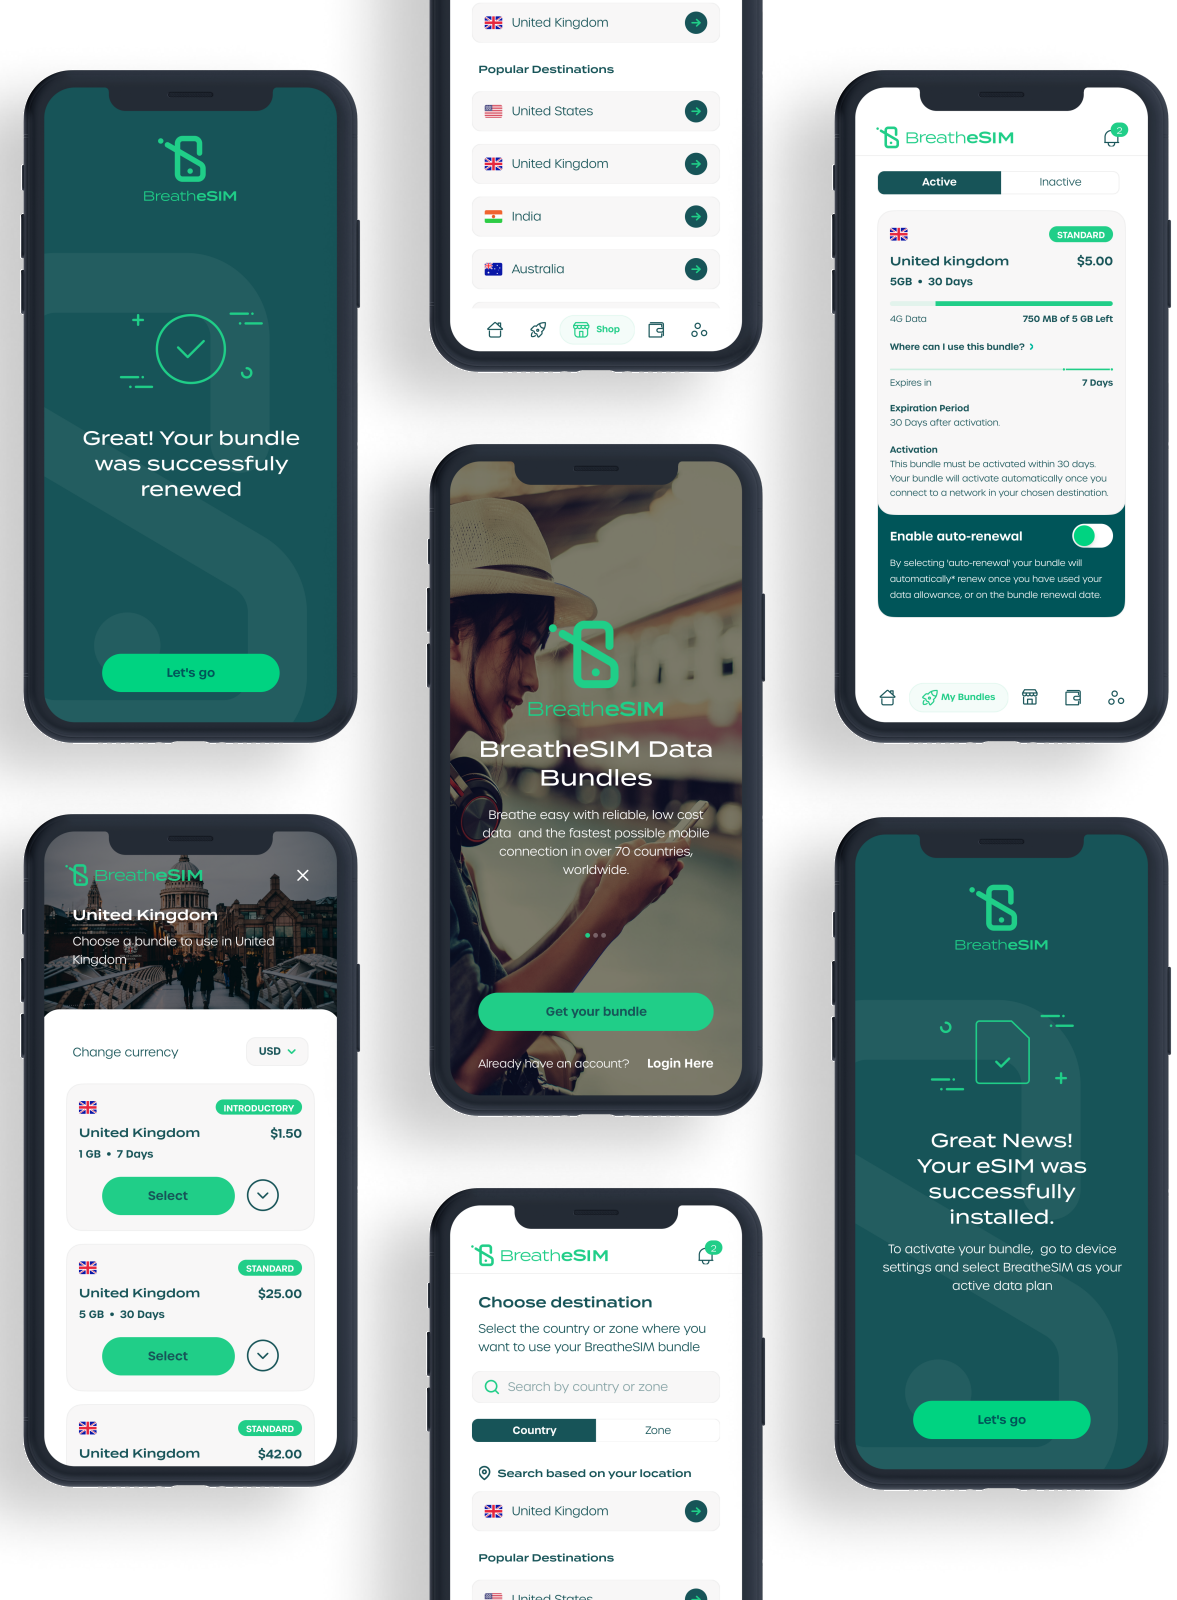 BreatheSIM
Great! Your bundle
was successfuly
renewed
Let's go
United Kingdom
Popular Destinations
United States
United Kingdom
India
Australia
Shop
BreatheSIM
2
Active
Inactive
STANDARD
United kingdom
$5.00
5GB • 30 Days
4G Data
750 MB of 5 GB Left
Where can I use this bundle? ›
Expires in
7 Days
Expiration Period
30 Days after activation.
Activation
This bundle must be activated within 30 days.
Your bundle will activate automatically once you
connect to a network in your chosen destination.
Enable auto-renewal
By selecting 'auto-renewal' your bundle will
automatically* renew once you have used your
data allowance, or on the bundle renewal date.
My Bundles
BreatheSIM
BreatheSIM Data
Bundles
Breathe easy with reliable, low cost
data and the fastest possible mobile
connection in over 70 countries,
worldwide.
Get your bundle
Already have an account?
Login Here
BreatheSIM
United Kingdom
Choose a bundle to use in United
Kingdom
Change currency
USD
INTRODUCTORY
United Kingdom
$1.50
1 GB • 7 Days
Select
STANDARD
United Kingdom
$25.00
5 GB • 30 Days
Select
STANDARD
United Kingdom
$42.00
BreatheSIM
2
Choose destination
Select the country or zone where you
want to use your BreatheSIM bundle
Search by country or zone
Country
Zone
Search based on your location
United Kingdom
Popular Destinations
United States
BreatheSIM
Great News!
Your eSIM was
successfully
installed.
To activate your bundle, go to device
settings and select BreatheSIM as your
active data plan
Let's go